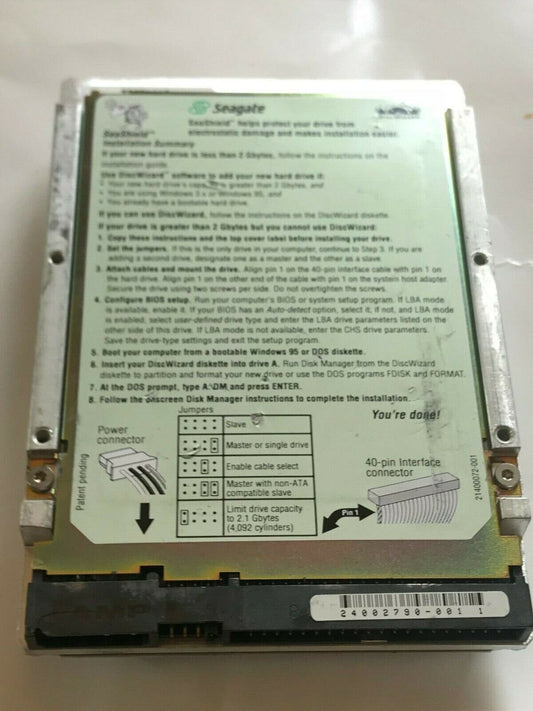 Seagate
SeaShield™
SeaShield™ helps protect your drive from
electrostatic damage and makes installation easier.
Installation Summary
If your new hard drive is less than 2 Gbytes, follow the instructions on the
installation guide.
Use DiscWizard™ software to add your new hard drive if:
• Your new hard drive's capacity is greater than 2 Gbytes, and
• You are using Windows 3.x or Windows 95, and
• You already have a bootable hard drive.
If you can use DiscWizard, follow the instructions on the DiscWizard diskette.
If your drive is greater than 2 Gbytes but you cannot use DiscWizard:
1. Copy these instructions and the top cover label before installing your drive.
2. Set the jumpers. If this is the only drive in your computer, continue to Step 3. If you are
adding a second drive, designate one as a master and the other as a slave.
3. Attach cables and mount the drive. Align pin 1 on the 40-pin interface cable with pin 1 on
the hard drive. Align pin 1 on the other end of the cable with pin 1 on the system host adapter.
Secure the drive using two screws per side. Do not overtighten the screws.
4. Configure BIOS setup. Run your computer's BIOS or system setup program. If LBA mode
is available, enable it. If your BIOS has an Auto-detect option, select it; if not, and LBA mode
is enabled, select user-defined drive type and enter the LBA drive parameters listed on the
other side of this drive. If LBA mode is not available, enter the CHS drive parameters.
Save the drive-type settings and exit the setup program.
5. Boot your computer from a bootable Windows 95 or DOS diskette.
6. Insert your DiscWizard diskette into drive A. Run Disk Manager from the DiscWizard
diskette to partition and format your new drive or use the DOS programs FDISK and FORMAT.
7. At the DOS prompt, type A:\DM and press ENTER.
8. Follow the onscreen Disk Manager instructions to complete the installation.
You're done!
Jumpers
Slave
Master or single drive
Enable cable select
Master with non-ATA
compatible slave
Limit drive capacity
to 2.1 Gbytes
(4,092 cylinders)
Power
connector
40-pin Interface
connector
Pin 1
Patent pending
21400072-001
24002790-001 1